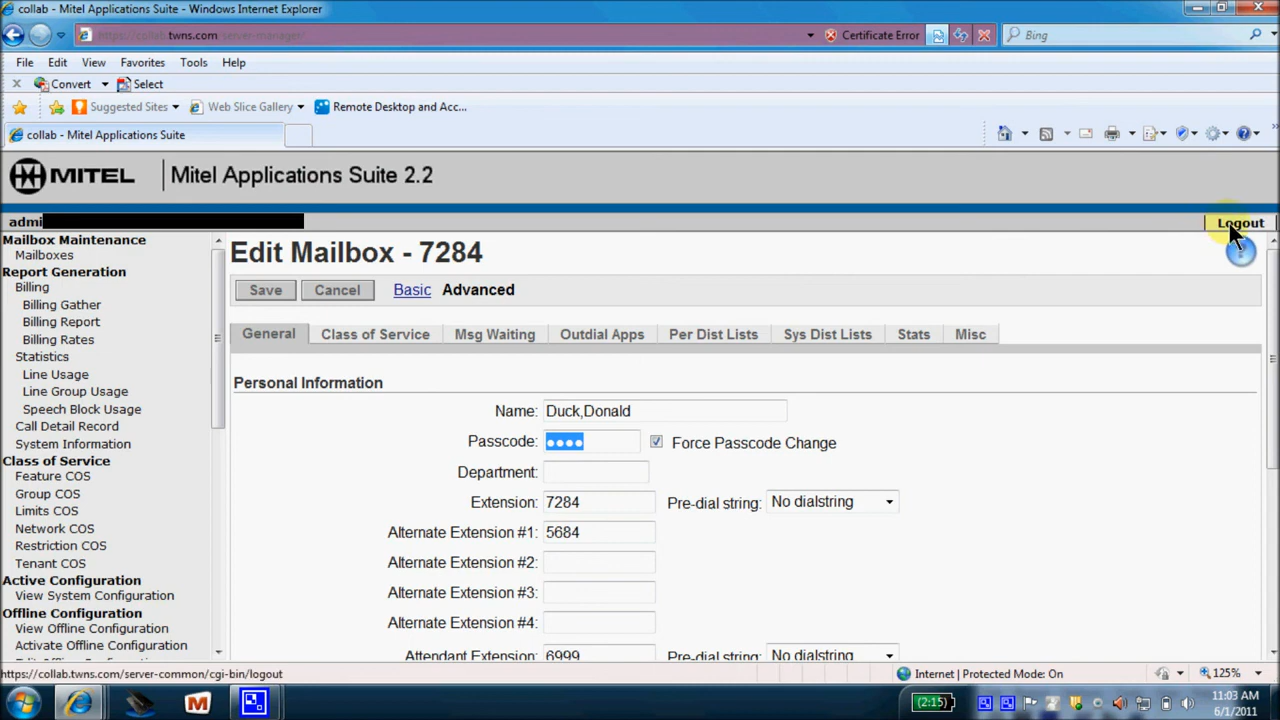 collab - Mitel Applications Suite - Windows Internet Explorer
https://collab.twns.com/server-manager/
Certificate Error
Bing
File Edit View Favorites Tools Help
Convert Select
Suggested Sites Web Slice Gallery Remote Desktop and Acc...
collab - Mitel Applications Suite
MITEL Mitel Applications Suite 2.2
admi
Logout
Mailbox Maintenance
Mailboxes
Report Generation
Billing
Billing Gather
Billing Report
Billing Rates
Statistics
Line Usage
Line Group Usage
Speech Block Usage
Call Detail Record
System Information
Class of Service
Feature COS
Group COS
Limits COS
Network COS
Restriction COS
Tenant COS
Active Configuration
View System Configuration
Offline Configuration
View Offline Configuration
Activate Offline Configuration
Edit Mailbox - 7284
Save Cancel Basic Advanced
General Class of Service Msg Waiting Outdial Apps Per Dist Lists Sys Dist Lists Stats Misc
Personal Information
Name: Duck,Donald
Passcode: ●●●● Force Passcode Change
Department:
Extension: 7284 Pre-dial string: No dialstring
Alternate Extension #1: 5684
Alternate Extension #2:
Alternate Extension #3:
Alternate Extension #4:
Attendant Extension: 6999 Pre-dial string: No dialstring
https://collab.twns.com/server-common/cgi-bin/logout
Internet | Protected Mode: On
125%
(2:15)
11:03 AM
6/1/2011